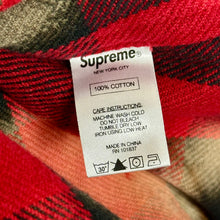 Supreme®
NEW YORK CITY
100% COTTON
CARE INSTRUCTIONS:
MACHINE WASH COLD
DO NOT BLEACH
TUMBLE DRY LOW
IRON USING LOW HEAT
MADE IN CHINA
RN 101837
30°